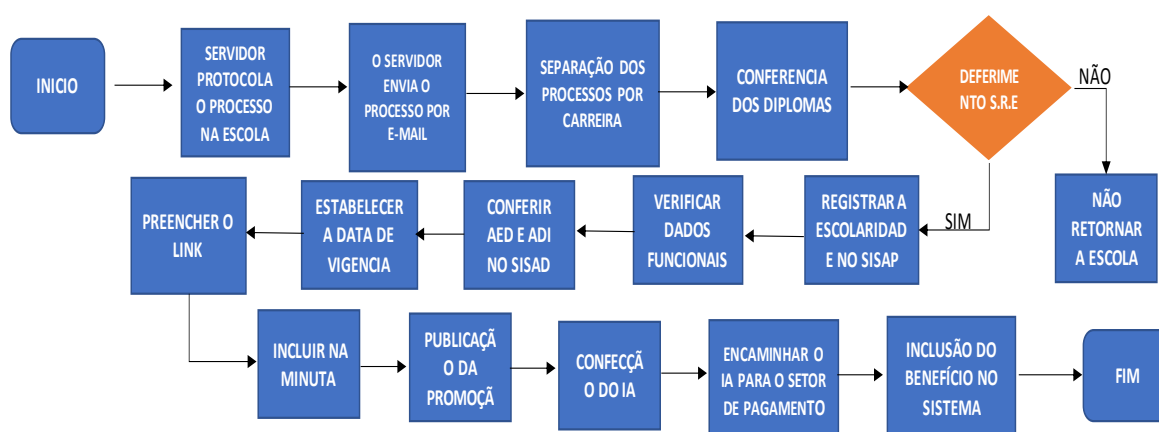 INICIO
SERVIDOR
PROTOCOLA
O PROCESSO
NA ESCOLA
O SERVIDOR
ENVIA O
PROCESSO POR
E-MAIL
SEPARAÇÃO DOS
PROCESSOS POR
CARREIRA
CONFERENCIA
DOS DIPLOMAS
DEFERIME
NTO S.R.E
NÃO
NÃO
RETORNAR
A ESCOLA
SIM
REGISTRAR A
ESCOLARIDAD
E NO SISAP
VERIFICAR
DADOS
FUNCIONAIS
CONFERIR
AED E ADI
NO SISAD
ESTABELECER
A DATA DE
VIGENCIA
PREENCHER O
LINK
INCLUIR NA
MINUTA
PUBLICAÇÃ
O DA
PROMOÇÃ
CONFECÇÃ
O DO IA
ENCAMINHAR O
IA PARA O SETOR
DE PAGAMENTO
INCLUSÃO DO
BENEFÍCIO NO
SISTEMA
FIM